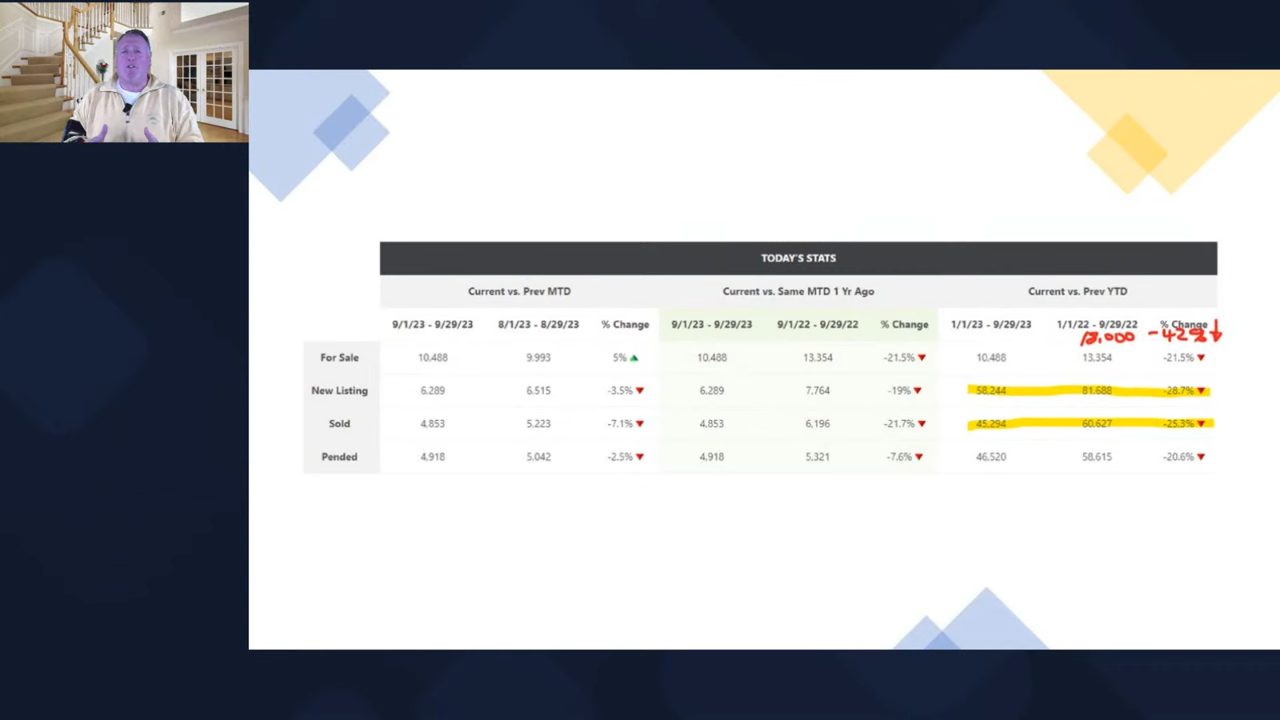 TODAY'S STATS
Current vs. Prev MTD Current vs. Same MTD 1 Yr Ago Current vs. Prev YTD
9/1/23 - 9/29/23 8/1/23 - 8/29/23 % Change 9/1/23 - 9/29/23 9/1/22 - 9/29/22 % Change 1/1/23 - 9/29/23 1/1/22 - 9/29/22 % Change
-42%
For Sale 10,488 9,993 5% 10,488 13,354 -21.5% 10,488 13,354 -21.5%
New Listing 6,289 6,515 -3.5% 6,289 7,764 -19% 58,244 81,688 -28.7%
Sold 4,853 5,223 -7.1% 4,853 6,196 -21.7% 45,294 60,627 -25.3%
Pended 4,918 5,042 -2.5% 4,918 5,321 -7.6% 46,520 58,615 -20.6%